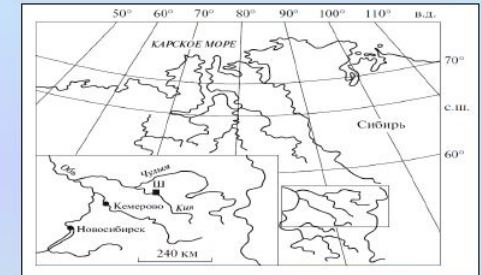 50° 60° 70° 80° 90° 100° 110° в.д.
КАРСКОЕ МОРЕ
70°
с.ш.
Сибирь
60°
Обь
Чулым
Ш
Кия
Кемерово
Новосибирск
240 км